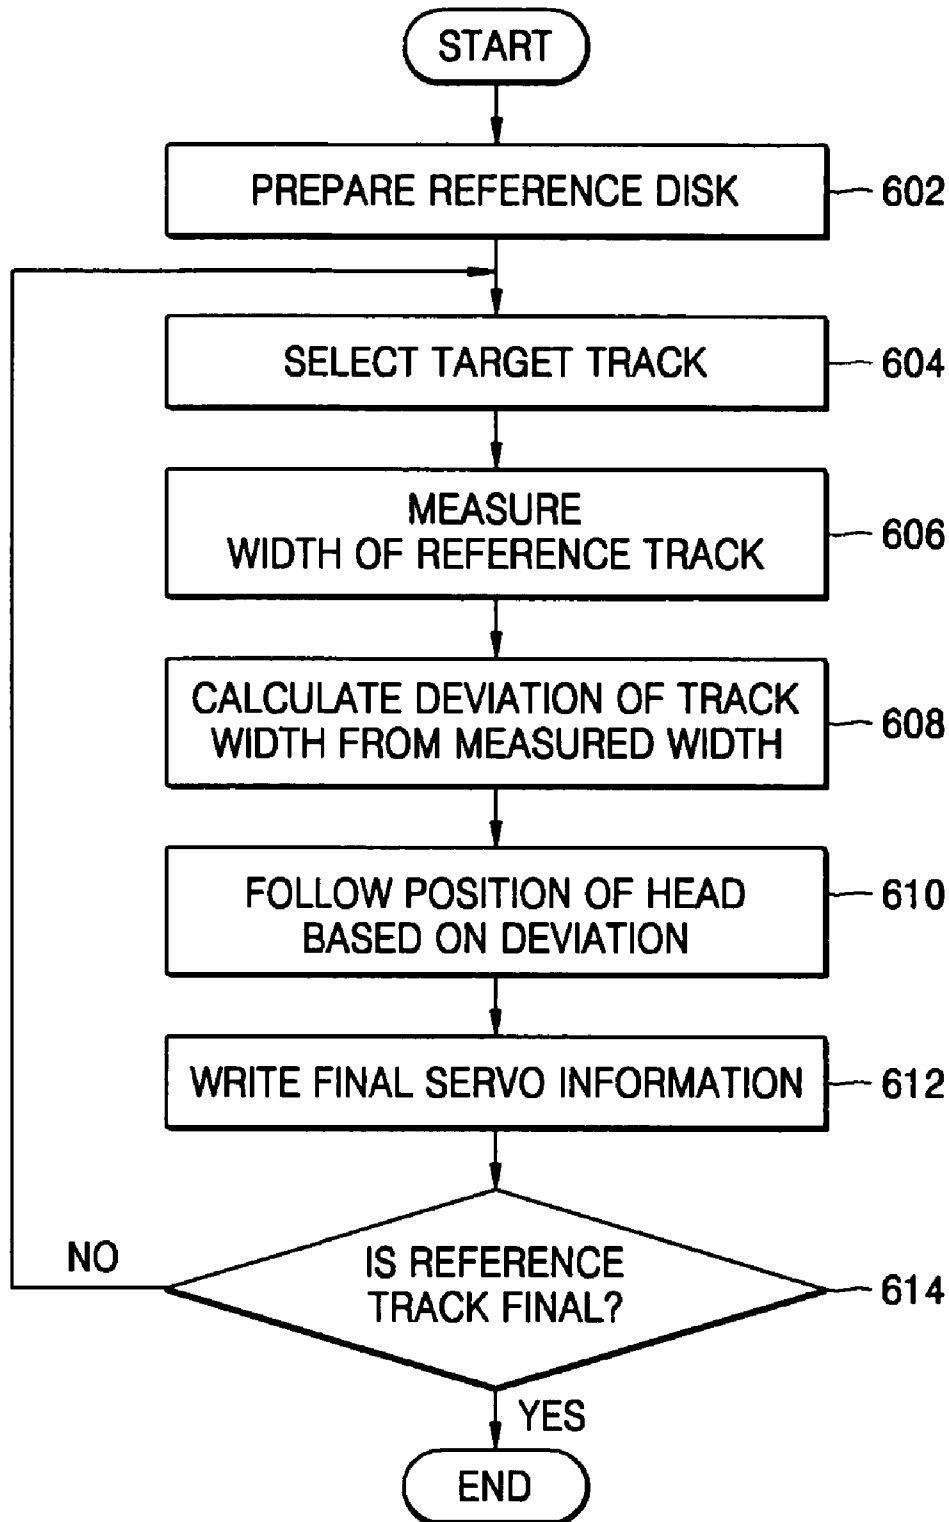 START
PREPARE REFERENCE DISK
602
SELECT TARGET TRACK
604
MEASURE
WIDTH OF REFERENCE TRACK
606
CALCULATE DEVIATION OF TRACK
WIDTH FROM MEASURED WIDTH
608
FOLLOW POSITION OF HEAD
BASED ON DEVIATION
610
WRITE FINAL SERVO INFORMATION
612
NO
IS REFERENCE
TRACK FINAL?
614
YES
END